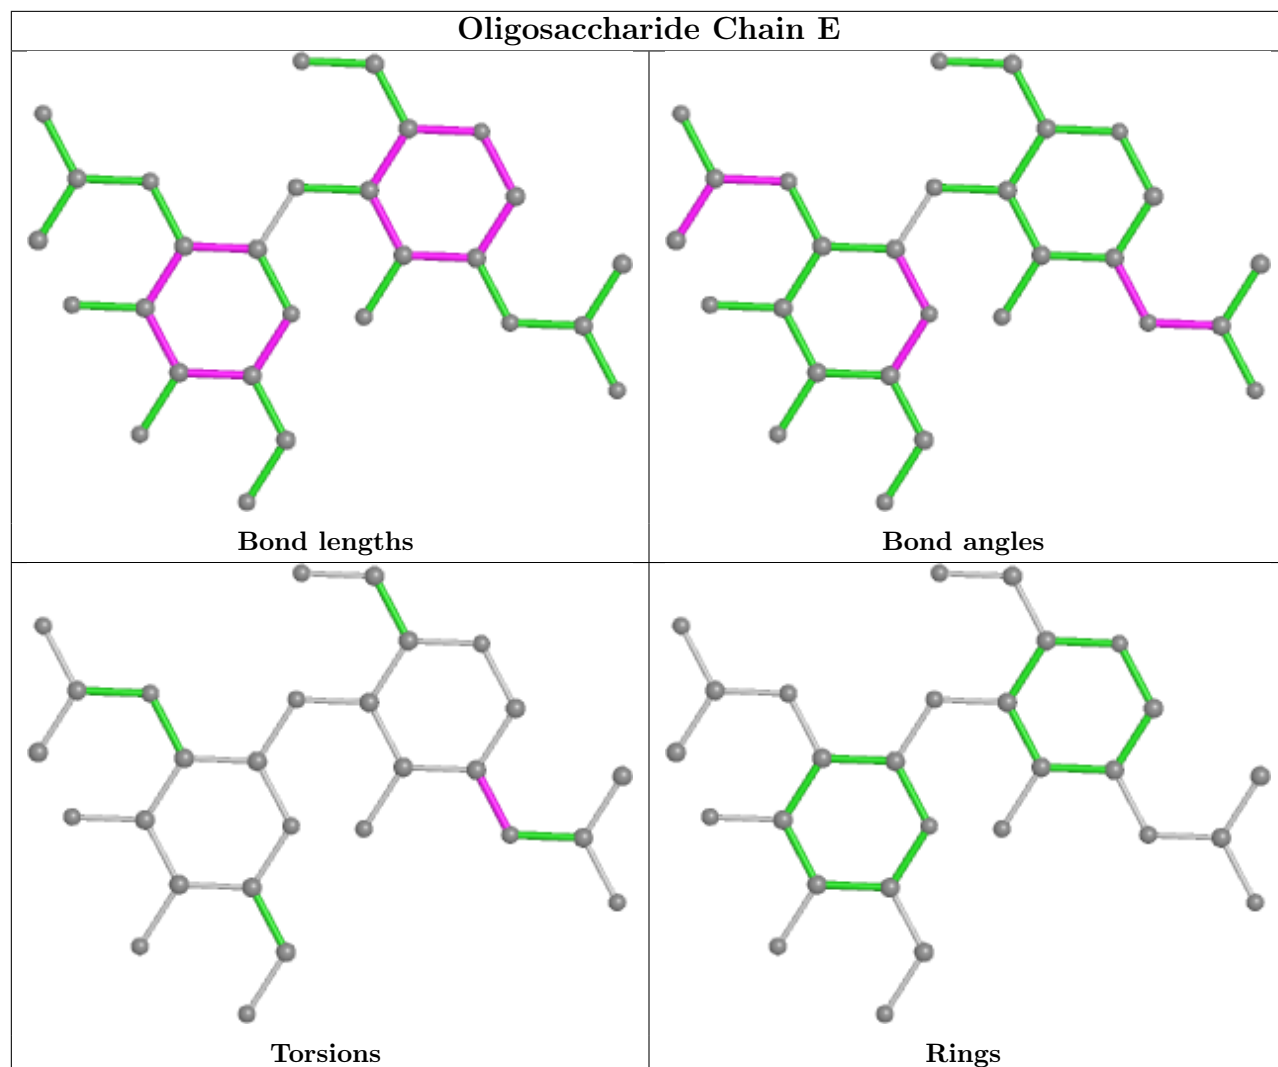 Oligosaccharide Chain E
Bond lengths
Bond angles
Torsions
Rings